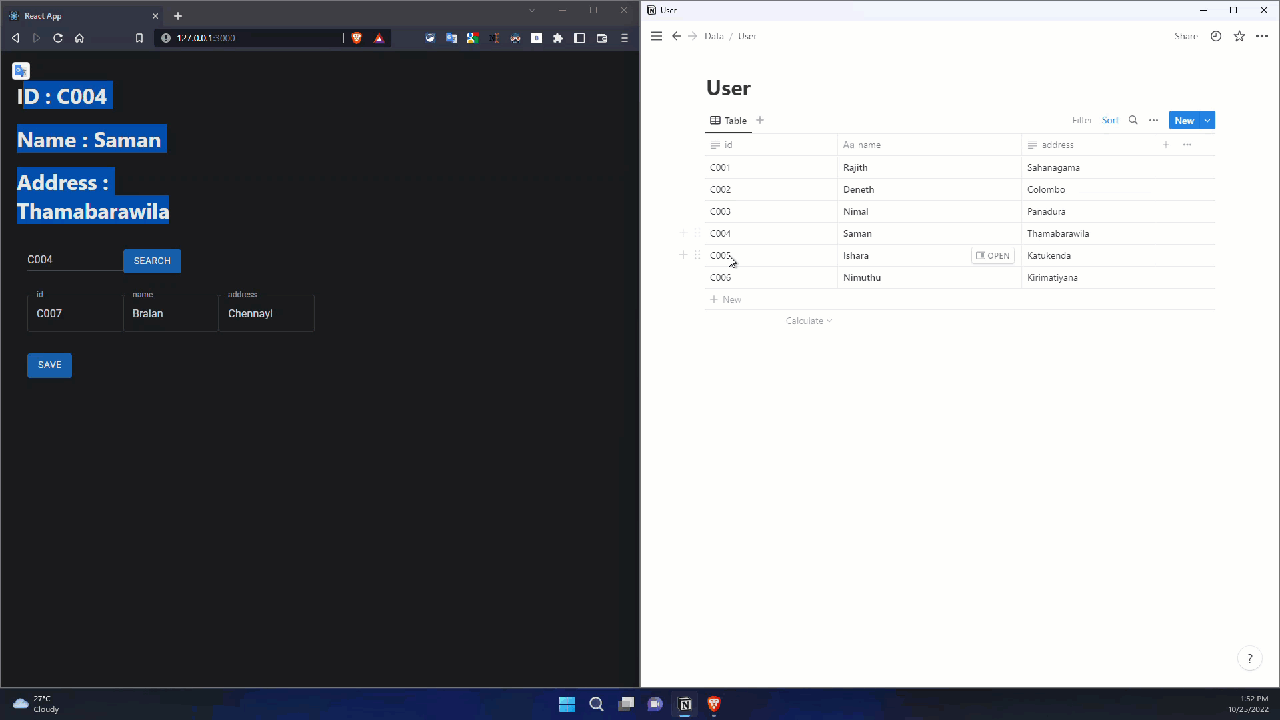 React App
127.0.0.1:3000
ID : C004
Name : Saman
Address :
Thamabarawila
C004
SEARCH
id name address
C007 Braian Chennayi
SAVE
User
Data / User
Share
User
Table
Filter Sort
New
id Aa name address
C001 Rajith Sahanagama
C002 Deneth Colombo
C003 Nimal Panadura
C004 Saman Thamabarawila
C005 Ishara OPEN Katukenda
C006 Nimuthu Kirimatiyana
+ New
Calculate
?
27°C
Cloudy
1:52 PM
10/25/2022